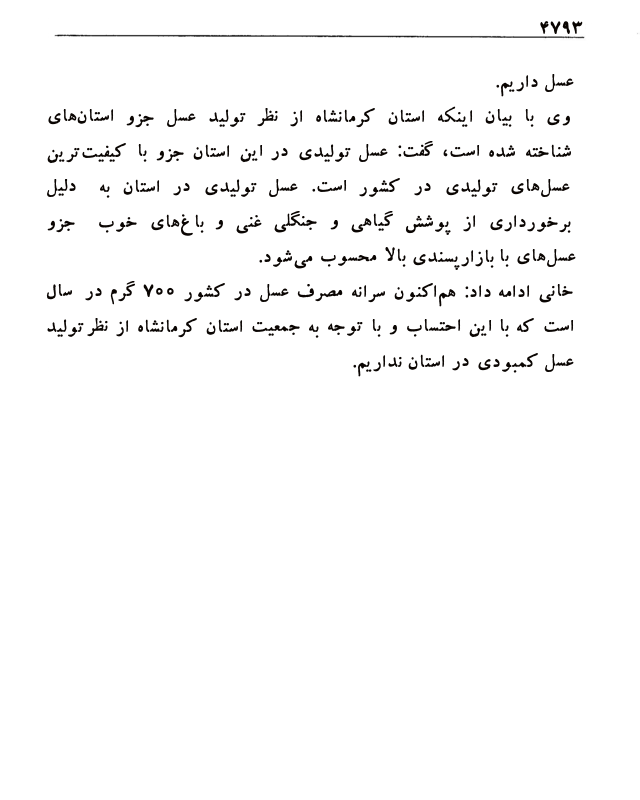 ۴۷۹۳
عسل داریم.
وی با بیان اینکه استان کرمانشاه از نظر تولید عسل جزو استان‌های
شناخته شده است، گفت: عسل تولیدی در این استان جزو با کیفیت‌ترین
عسل‌های تولیدی در کشور است. عسل تولیدی در استان به دلیل
برخورداری از پوشش گیاهی و جنگلی غنی و باغ‌های خوب جزو
عسل‌های با بازارپسندی بالا محسوب می‌شود.
خانی ادامه داد: هم‌اکنون سرانه مصرف عسل در کشور ۷۰۰ گرم در سال
است که با این احتساب و با توجه به جمعیت استان کرمانشاه از نظر تولید
عسل کمبودی در استان نداریم.